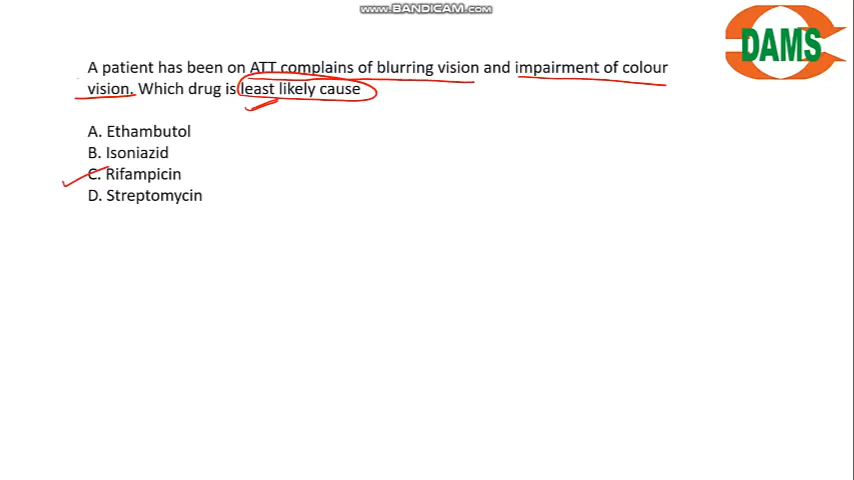 www.BANDICAM.com
DAMS
A patient has been on ATT complains of blurring vision and impairment of colour
vision. Which drug is least likely cause
A. Ethambutol
B. Isoniazid
C. Rifampicin
D. Streptomycin